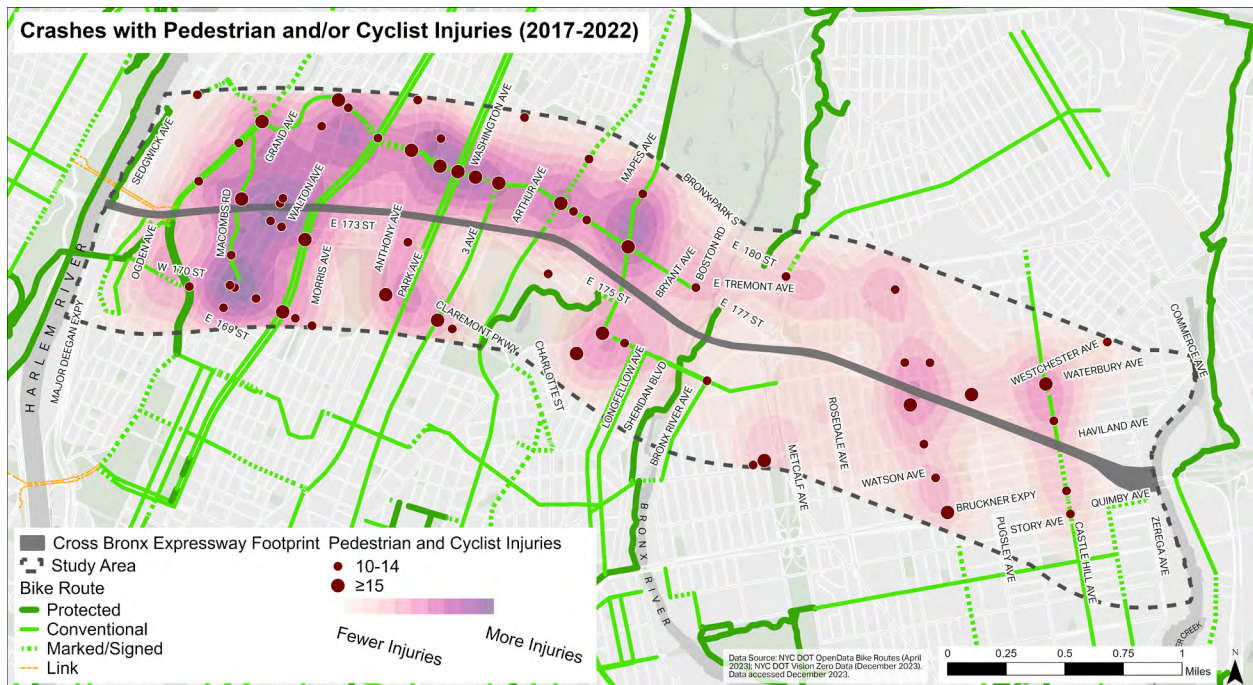 Crashes with Pedestrian and/or Cyclist Injuries (2017-2022)
SEDGWICK AVE
GRAND AVE
WASHINGTON AVE
MAPES AVE
BRONX PARK S
WALTON AVE
MACOMBS RD
ARTHUR AVE
E 173 ST
ANTHONY AVE
3 AVE
OGDEN AVE
W 170 ST
MORRIS AVE
PARK AVE
BRYANT AVE
BOSTON RD
E 180 ST
E TREMONT AVE
E 175 ST
E 177 ST
E 169 ST
CLAREMONT PKWY
HARLEM RIVER
MAJOR DEEGAN EXPY
CHARLOTTE ST
LONGFELLOW AVE
SHERIDAN BLVD
BRONX RIVER AVE
COMMERCE AVE
WESTCHESTER AVE
WATERBURY AVE
ROSEDALE AVE
HAVILAND AVE
METCALF AVE
WATSON AVE
BRUCKNER EXPY
QUIMBY AVE
STORY AVE
PUGSLEY AVE
CASTLE HILL AVE
ZEREGA AVE
BRONX RIVER
ER CREEK
Cross Bronx Expressway Footprint
Study Area
Bike Route
Protected
Conventional
Marked/Signed
Link
Pedestrian and Cyclist Injuries
10-14
≥15
Fewer Injuries
More Injuries
Data Source: NYC DOT OpenData Bike Routes (April
2023); NYC DOT Vision Zero Data (December 2023).
Data accessed December 2023.
0 0.25 0.5 0.75 1
Miles
N